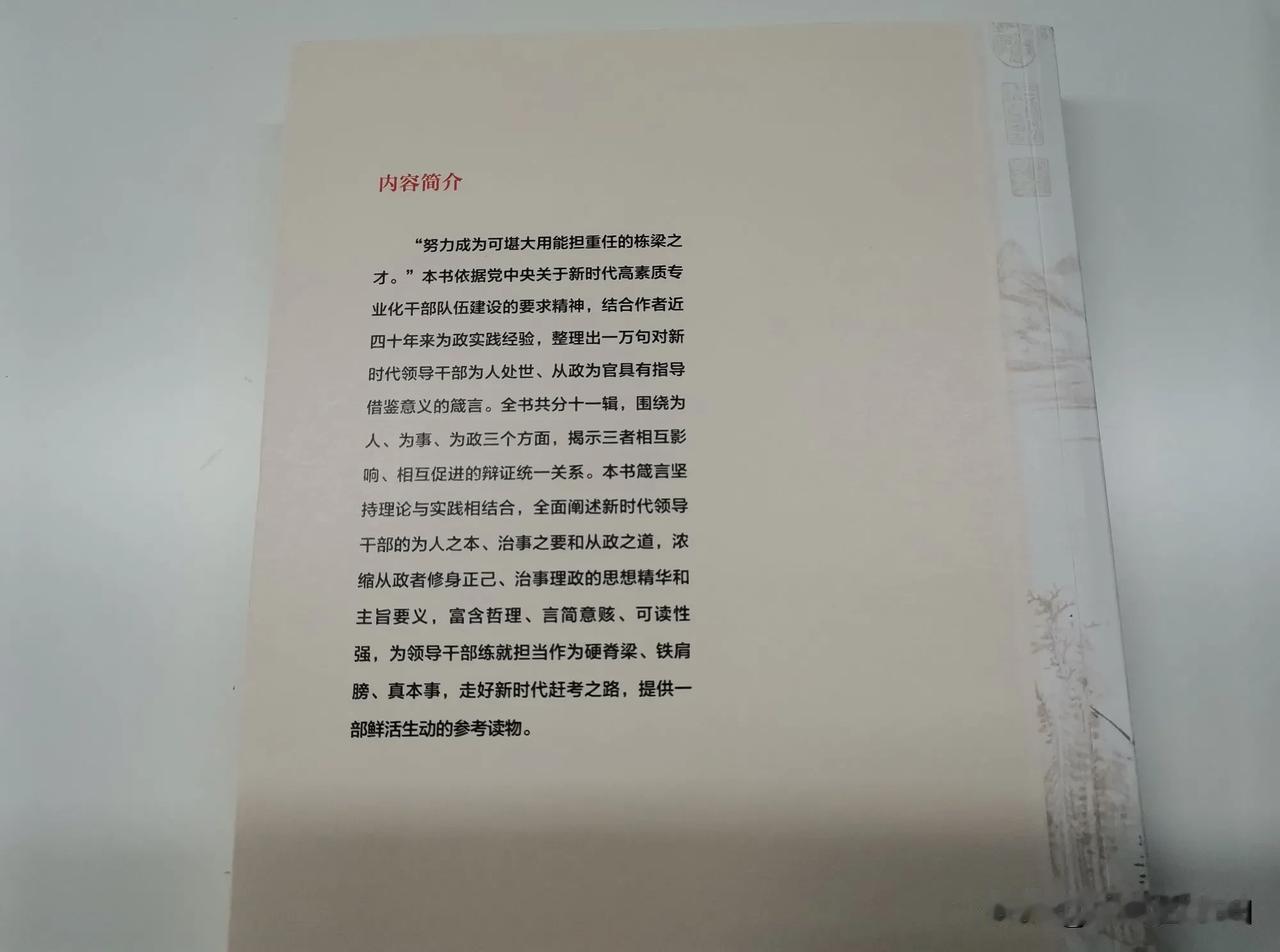 内容简介
“努力成为可堪大用能担重任的栋梁之
才。”本书依据党中央关于新时代高素质专
业化干部队伍建设的要求精神，结合作者近
四十年来为政实践经验，整理出一万句对新
时代领导干部为人处世、从政为官具有指导
借鉴意义的箴言。全书共分十一辑，围绕为
人、为事、为政三个方面，揭示三者相互影
响、相互促进的辩证统一关系。本书箴言坚
持理论与实践相结合，全面阐述新时代领导
干部的为人之本、治事之要和从政之道，浓
缩从政者修身正己、治事理政的思想精华和
主旨要义，富含哲理、言简意赅、可读性
强，为领导干部练就担当作为硬脊梁、铁肩
膀、真本事，走好新时代赶考之路，提供一
部鲜活生动的参考读物。